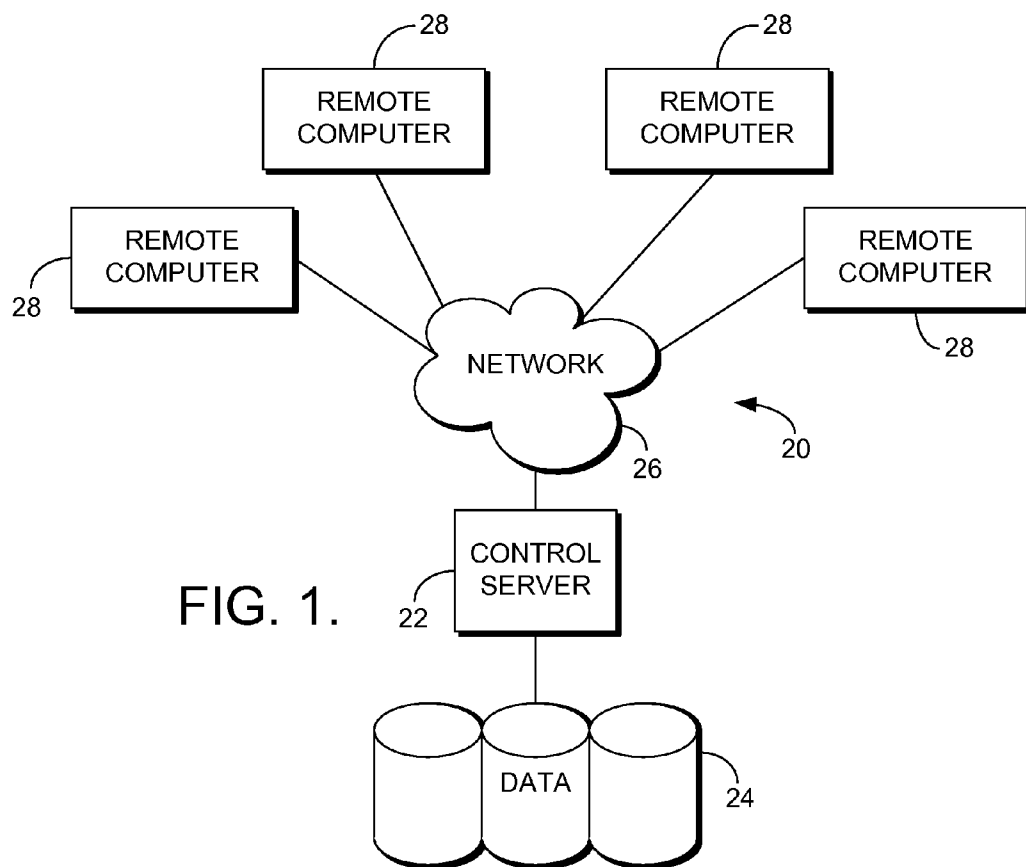 28
28
REMOTE
COMPUTER
REMOTE
COMPUTER
REMOTE
COMPUTER
REMOTE
COMPUTER
28
28
NETWORK
20
26
CONTROL
SERVER
22
FIG. 1.
DATA
24